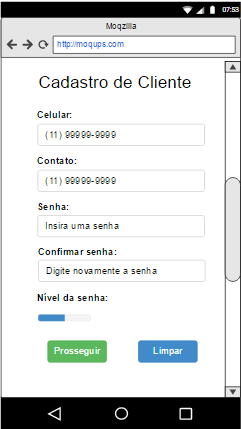 07:53
Moqzilla
http://moqups.com
Cadastro de Cliente
Celular:
(11) 99999-9999
Contato:
(11) 99999-9999
Senha:
Insira uma senha
Confirmar senha:
Digite novamente a senha
Nível da senha:
Prosseguir Limpar